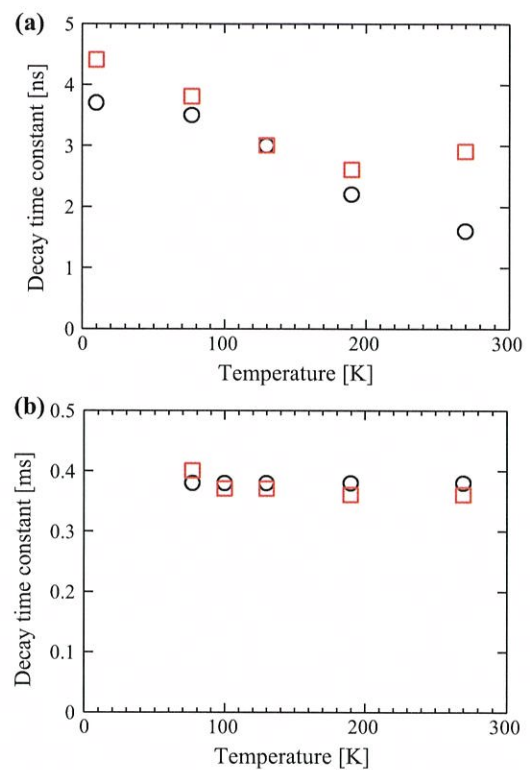 (a)
5
4
3
2
1
0
Decay time constant [ns]
0 100 200 300
Temperature [K]
(b)
0.5
0.4
0.3
0.2
0.1
0
Decay time constant [ms]
0 100 200 300
Temperature [K]